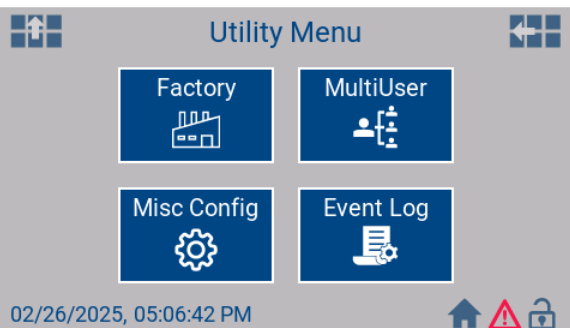 Utility Menu
Factory
MultiUser
Misc Config
Event Log
02/26/2025, 05:06:42 PM